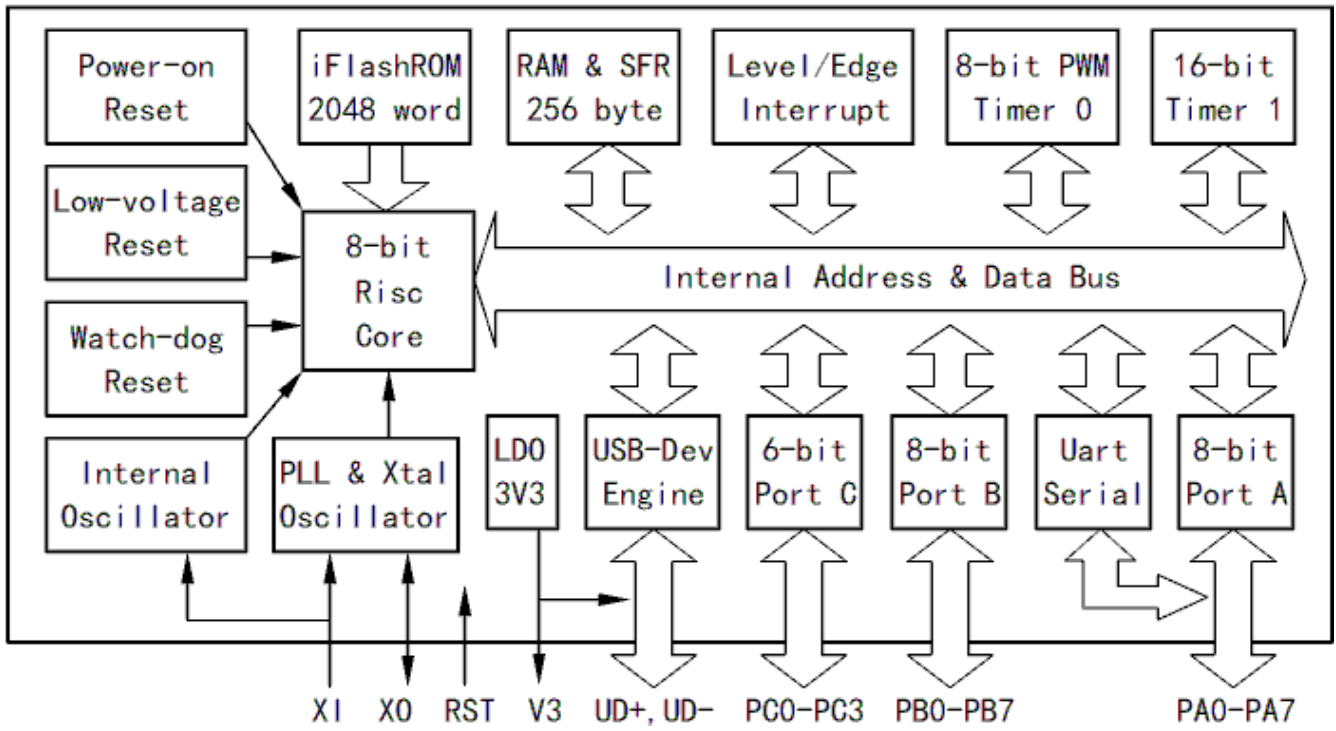 Power-on
Reset
iFlashROM
2048 word
RAM & SFR
256 byte
Level/Edge
Interrupt
8-bit PWM
Timer 0
16-bit
Timer 1
Low-voltage
Reset
8-bit
Risc
Core
Internal Address & Data Bus
Watch-dog
Reset
Internal
Oscillator
PLL & Xtal
Oscillator
LDO
3V3
USB-Dev
Engine
6-bit
Port C
8-bit
Port B
Uart
Serial
8-bit
Port A
XI
XO
RST
V3
UD+,UD-
PC0-PC3
PB0-PB7
PA0-PA7